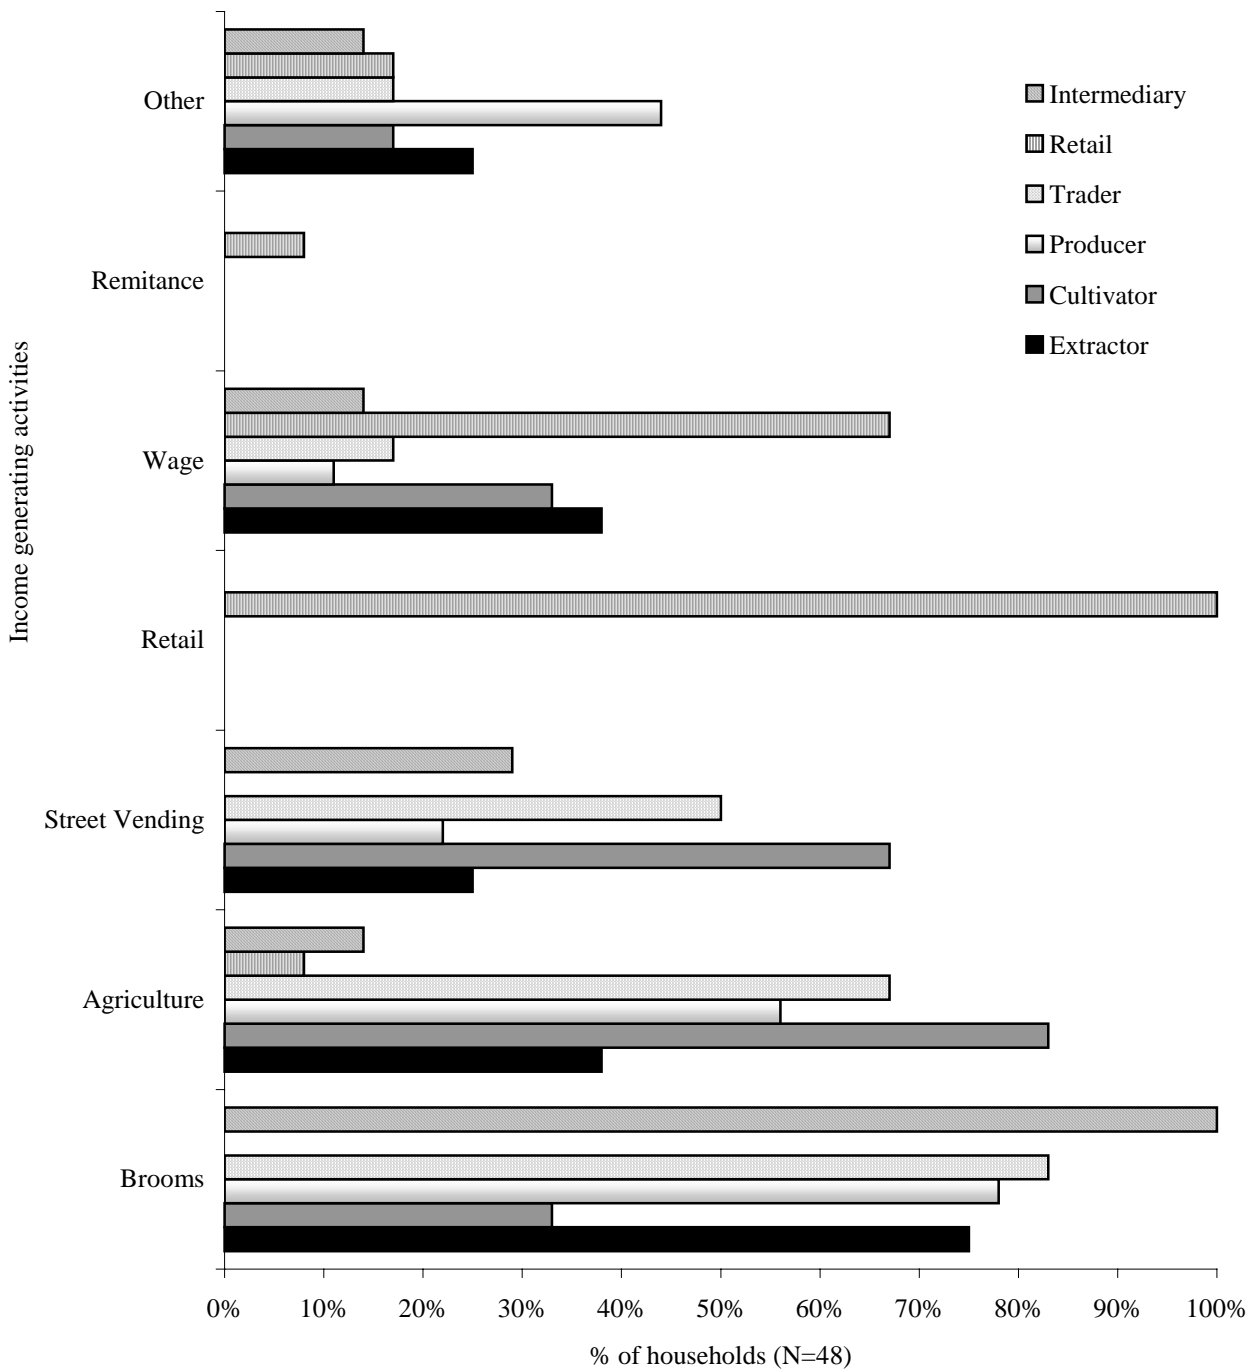 Other
Remitance
Wage
Retail
Street Vending
Agriculture
Brooms
Income generating activities
Intermediary
Retail
Trader
Producer
Cultivator
Extractor
0% 10% 20% 30% 40% 50% 60% 70% 80% 90% 100%
% of households (N=48)